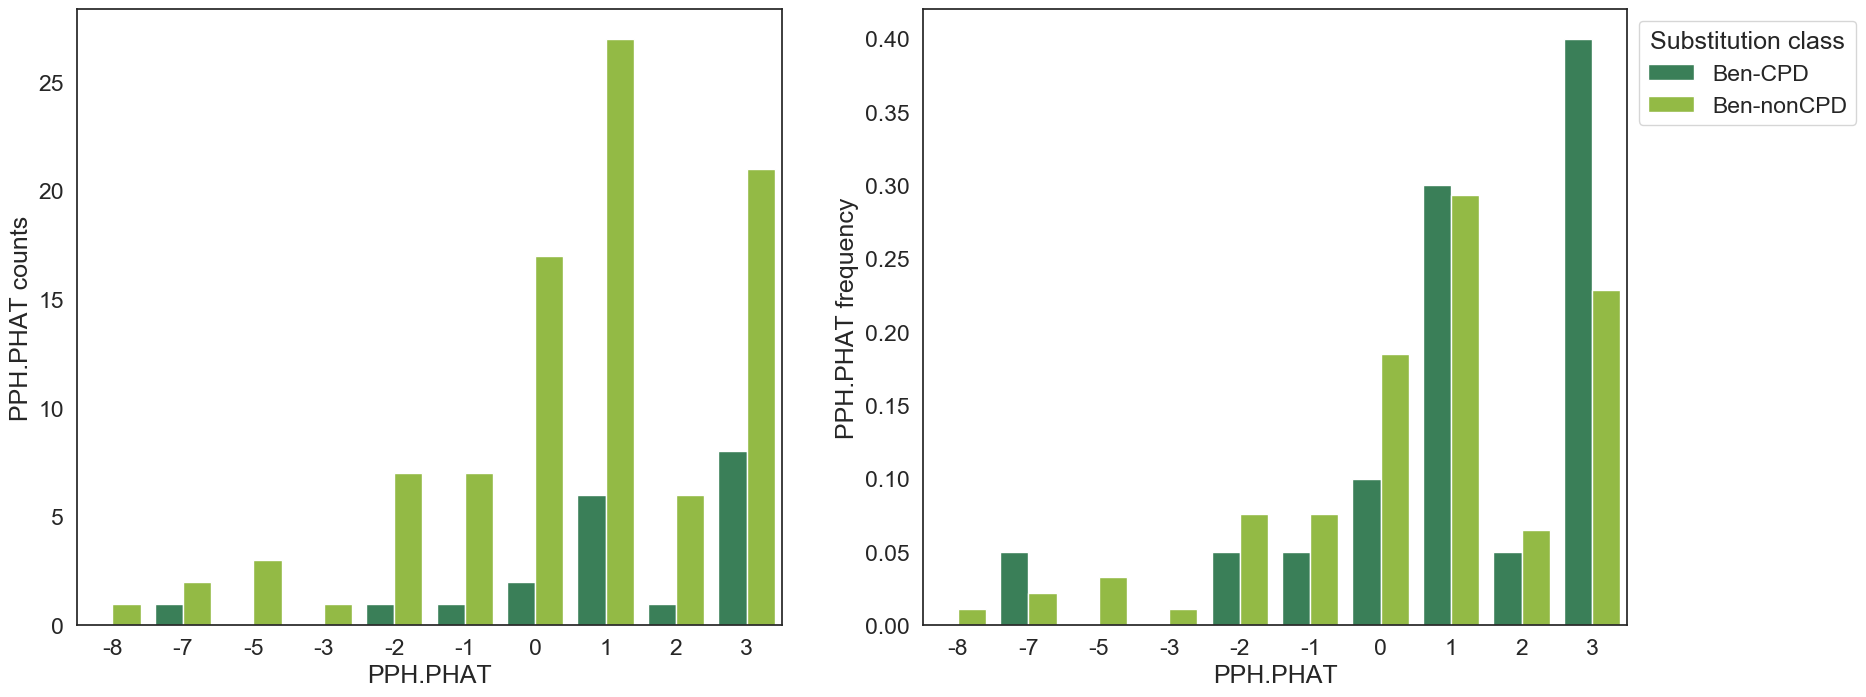 PPH.PHAT counts
25
20
15
10
5
0
-8 -7 -5 -3 -2 -1 0 1 2 3
PPH.PHAT
PPH.PHAT frequency
0.40
0.35
0.30
0.25
0.20
0.15
0.10
0.05
0.00
-8 -7 -5 -3 -2 -1 0 1 2 3
PPH.PHAT
Substitution class
Ben-CPD
Ben-nonCPD